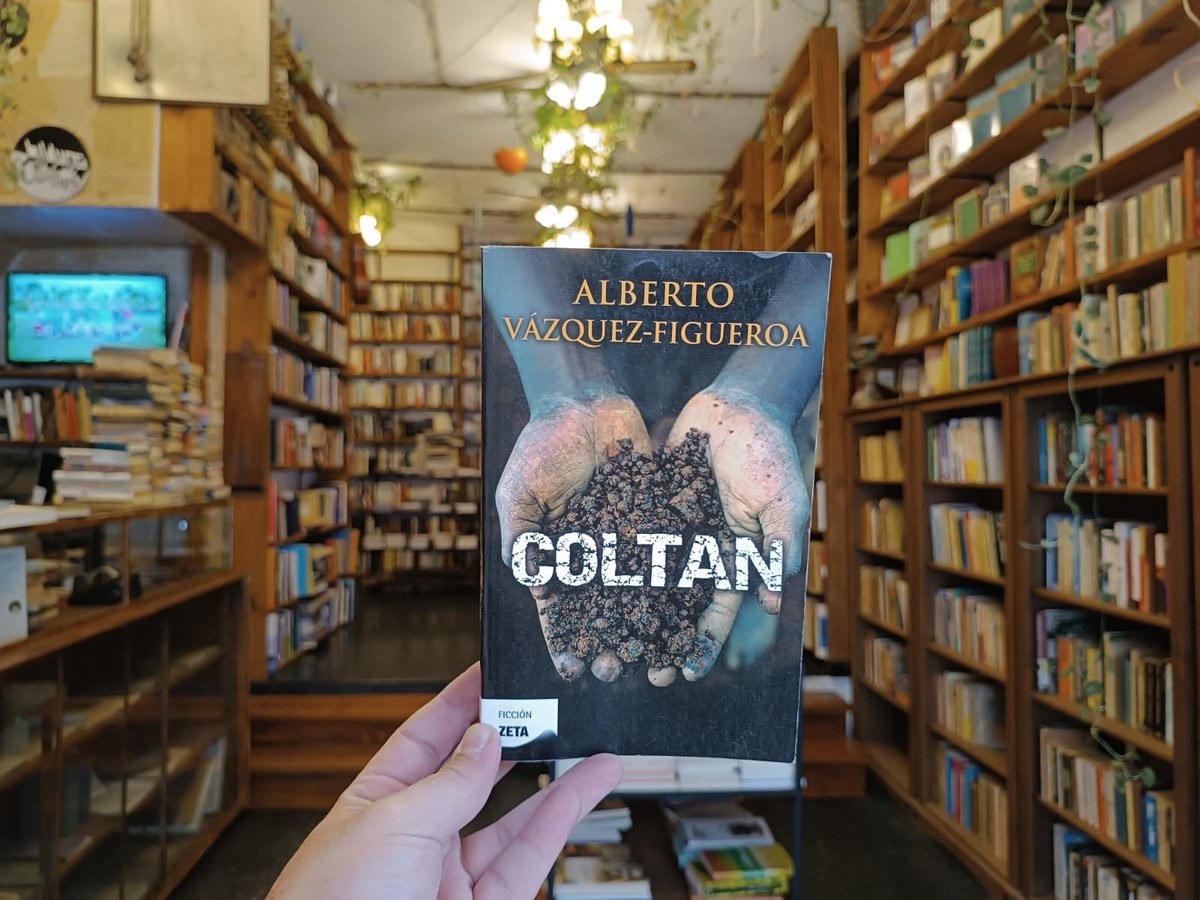 ALBERTO
VÁZQUEZ-FIGUEROA
COLTAN
FICCIÓN
ZETA